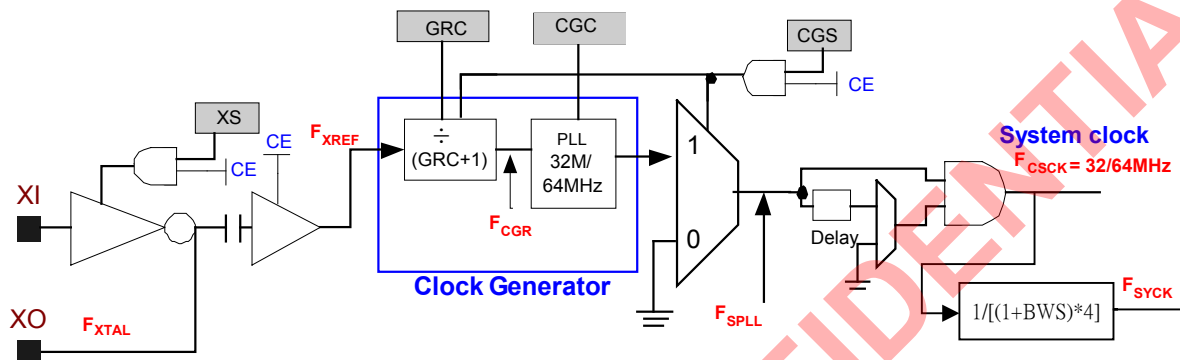 GRC
CGC
CGS
CE
XS
CE
CE
F_XREF
÷
(GRC+1)
PLL
32M/
64MHz
F_CGR
Clock Generator
1
0
F_SPLL
Delay
System clock
F_CSCK = 32/64MHz
XI
XO
F_XTAL
1/[(1+BWS)*4]
F_SYCK
FIDENTIA